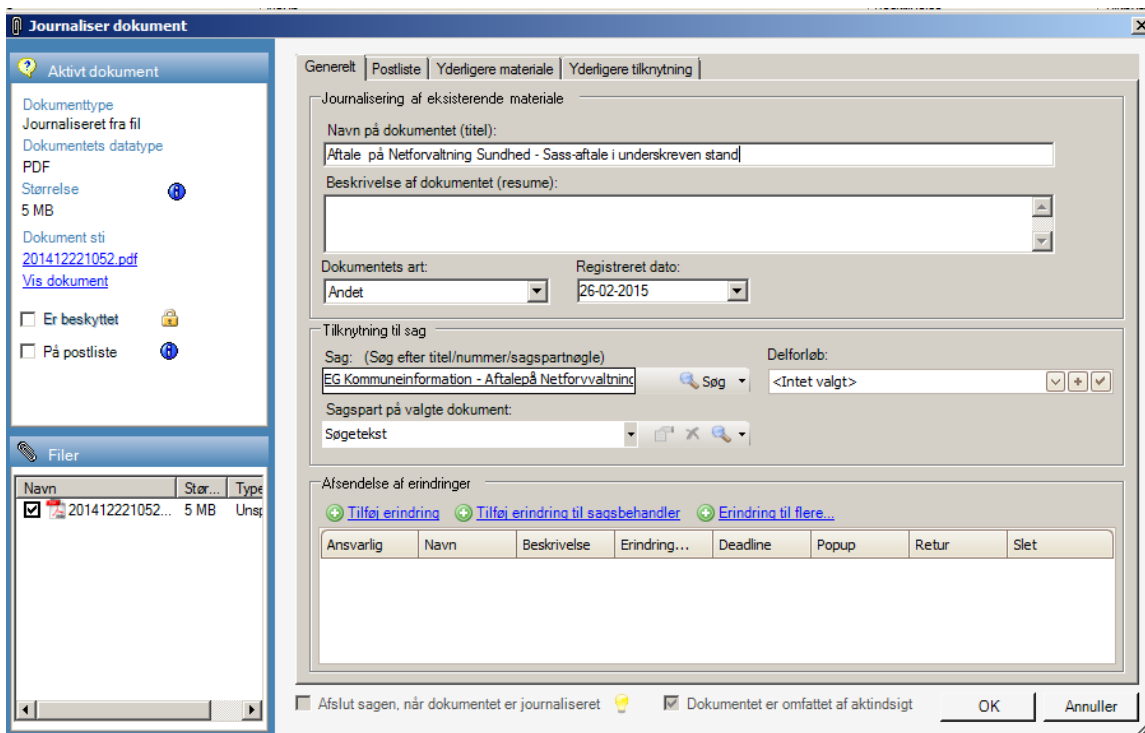 Journaliser dokument
Aktivt dokument
Dokumenttype
Journaliseret fra fil
Dokumentets datatype
PDF
Størrelse
5 MB
Dokument sti
201412221052.pdf
Vis dokument
Er beskyttet
På postliste
Filer
Navn Stør... Type
201412221052... 5 MB Unsp
Generelt Postliste Yderligere materiale Yderligere tilknytning
Journalisering af eksisterende materiale
Navn på dokumentet (titel):
Aftale på Netforvaltning Sundhed - Sass-aftale i underskreven stand
Beskrivelse af dokumentet (resume):
Dokumentets art: Registreret dato:
Andet 26-02-2015
Tilknytning til sag
Sag: (Søg efter titel/nummer/sagspartnøgle) Delforløb:
EG Kommuneinformation - Aftalepå Netforvvaltning Søg <Intet valgt>
Sagspart på valgte dokument:
Søgetekst
Afsendelse af erindringer
Tilføj erindring Tilføj erindring til sagsbehandler Erindring til flere...
Ansvarlig Navn Beskrivelse Erindring... Deadline Popup Retur Slet
Afslut sagen, når dokumentet er journaliseret Dokumentet er omfattet af aktindsigt OK Annuller